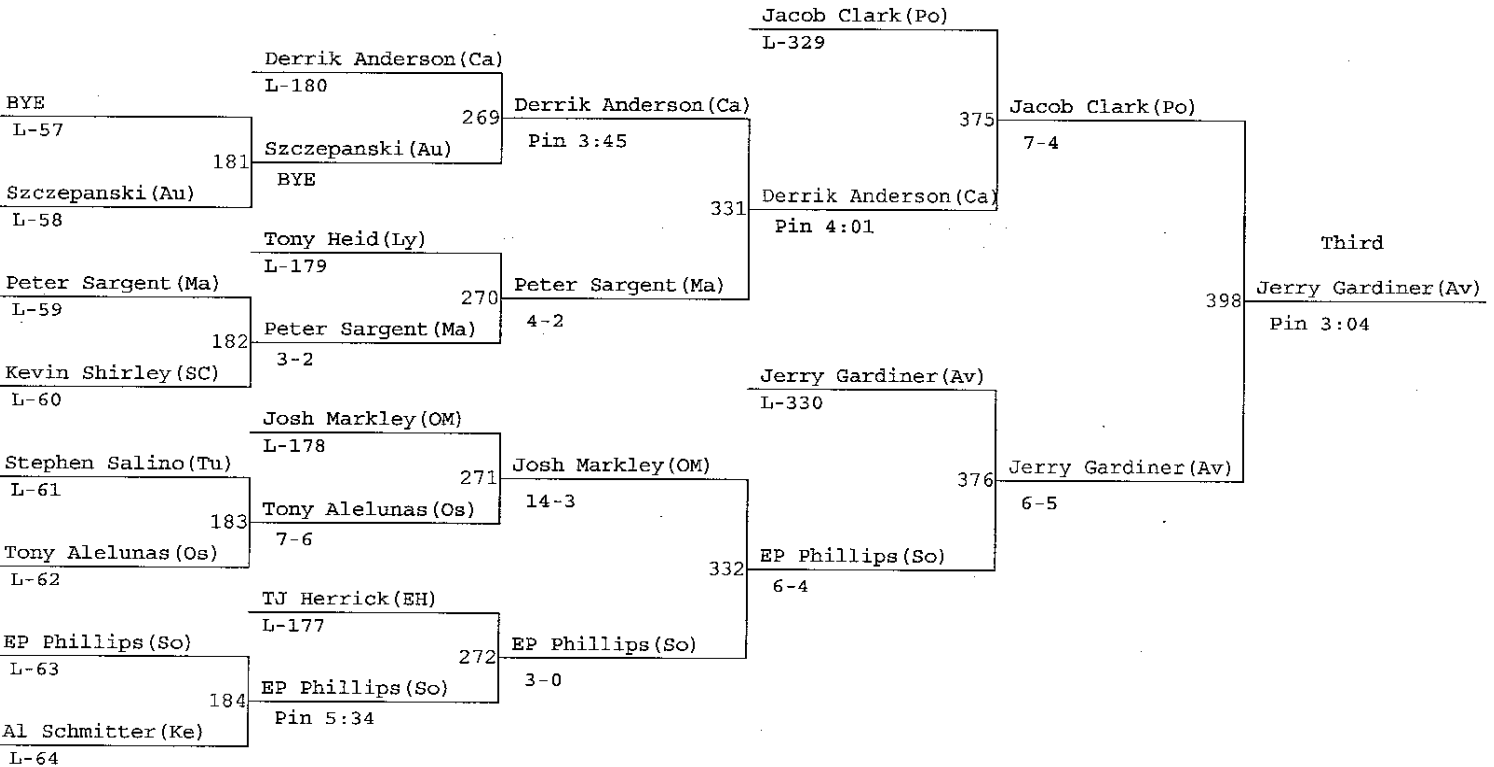 Jacob Clark(Po)
L-329
Derrik Anderson(Ca)
L-180
BYE
L-57
269
Derrik Anderson(Ca)
Pin 3:45
375
Jacob Clark(Po)
7-4
181
Szczepanski(Au)
BYE
Szczepanski(Au)
L-58
331
Derrik Anderson(Ca)
Pin 4:01
Tony Heid(Ly)
L-179
Third
Peter Sargent(Ma)
L-59
270
Peter Sargent(Ma)
4-2
398
Jerry Gardiner(Av)
Pin 3:04
182
Peter Sargent(Ma)
3-2
Kevin Shirley(SC)
L-60
Jerry Gardiner(Av)
L-330
Josh Markley(OM)
L-178
Stephen Salino(Tu)
L-61
271
Josh Markley(OM)
14-3
376
Jerry Gardiner(Av)
6-5
183
Tony Alelunas(Os)
7-6
Tony Alelunas(Os)
L-62
332
EP Phillips(So)
6-4
TJ Herrick(EH)
L-177
EP Phillips(So)
L-63
272
EP Phillips(So)
3-0
184
EP Phillips(So)
Pin 5:34
Al Schmitter(Ke)
L-64